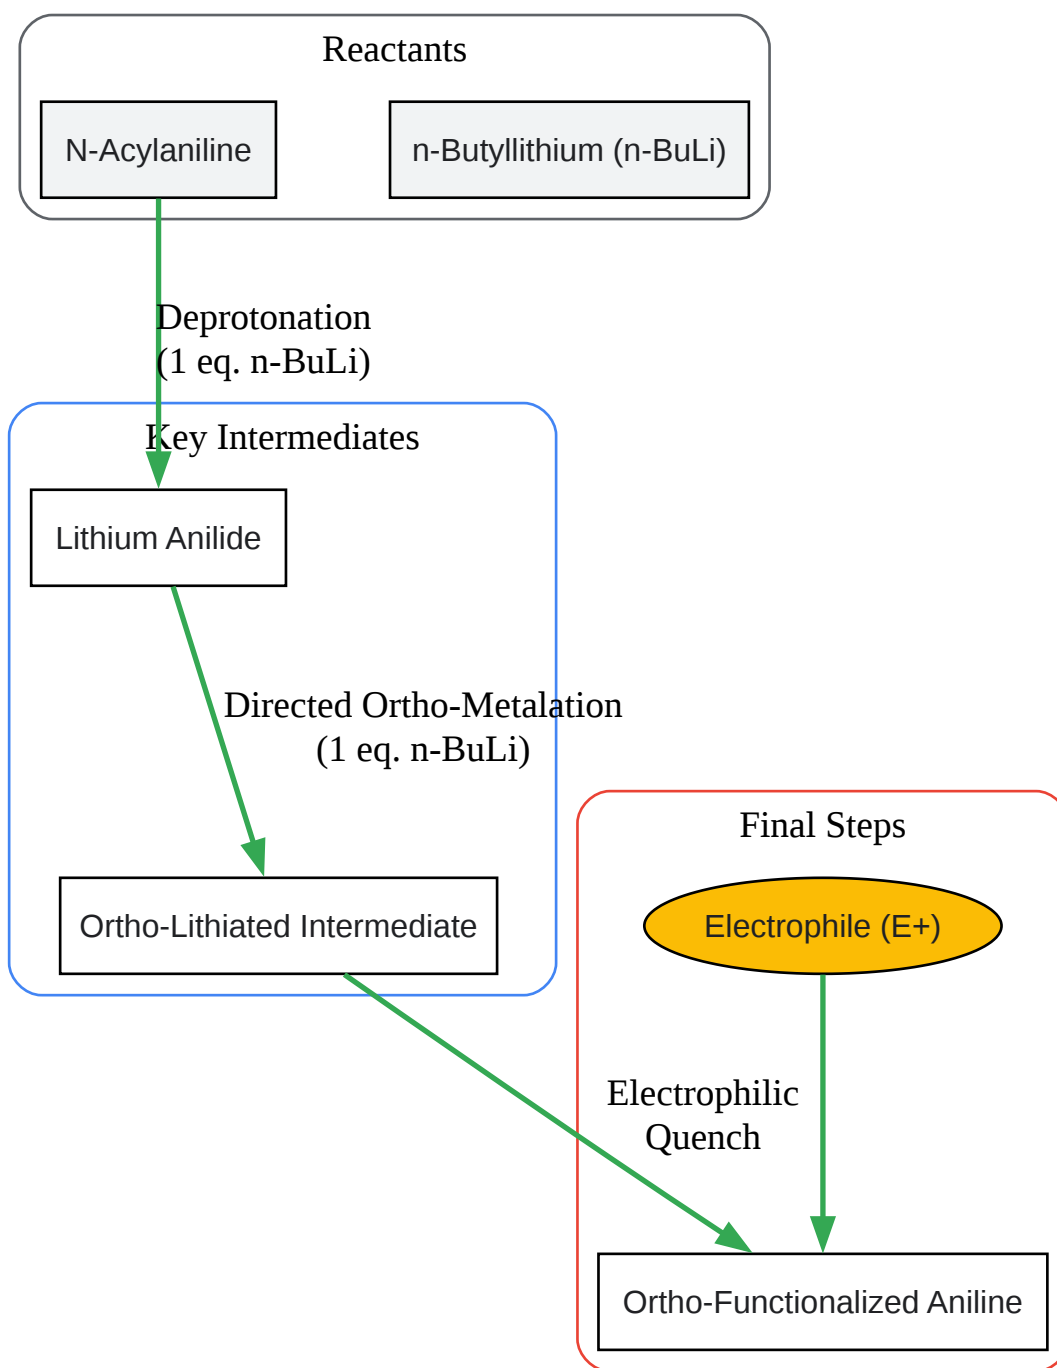 Reactants
N-Acylaniline
n-Butyllithium (n-BuLi)
Deprotonation
(1 eq. n-BuLi)
Key Intermediates
Lithium Anilide
Directed Ortho-Metalation
(1 eq. n-BuLi)
Ortho-Lithiated Intermediate
Final Steps
Electrophile (E+)
Electrophilic
Quench
Ortho-Functionalized Aniline